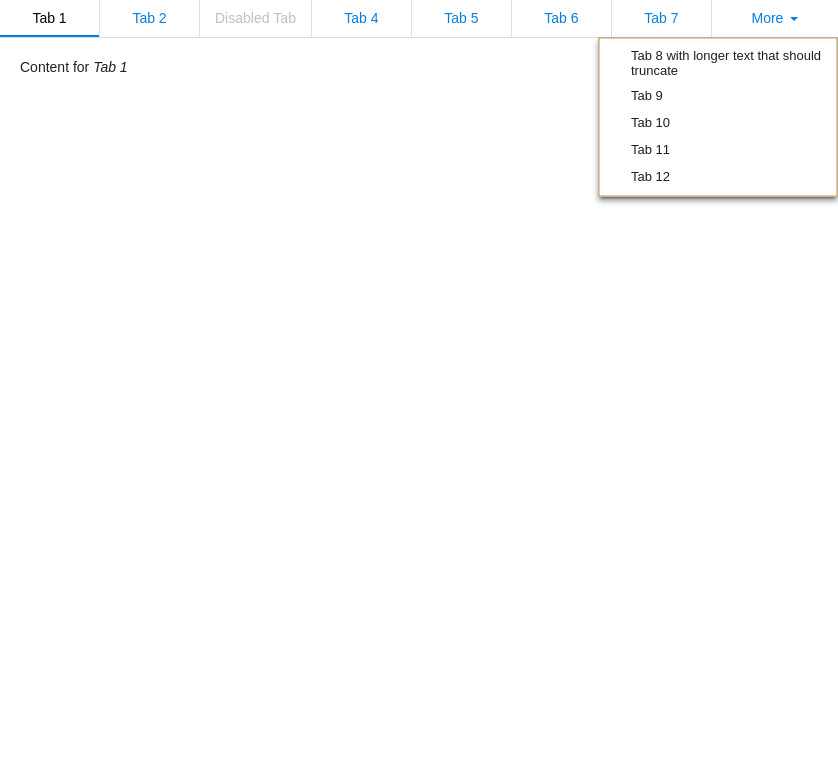 Tab 1 Tab 2 Disabled Tab Tab 4 Tab 5 Tab 6 Tab 7 More
Content for Tab 1
Tab 8 with longer text that should
truncate
Tab 9
Tab 10
Tab 11
Tab 12